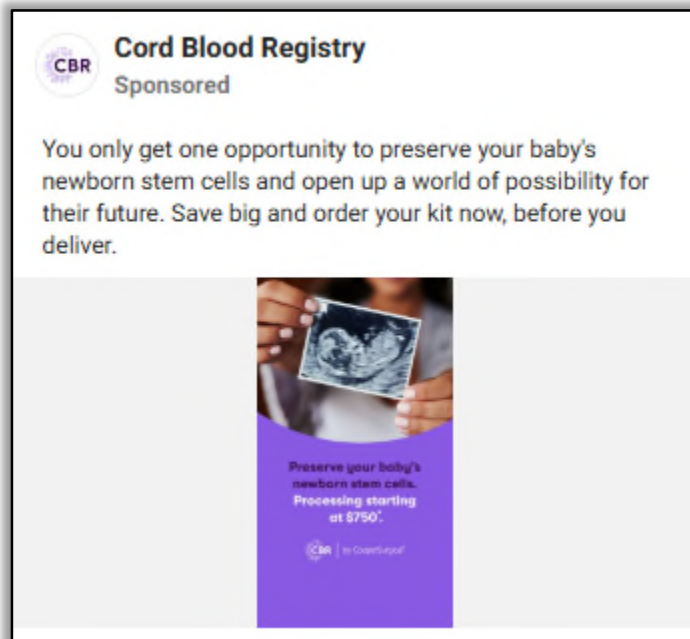 CBR
Cord Blood Registry
Sponsored
You only get one opportunity to preserve your baby's
newborn stem cells and open up a world of possibility for
their future. Save big and order your kit now, before you
deliver.
Preserve your baby's
newborn stem cells.
Processing starting
at $750*.
CBR | by CooperSurgical®